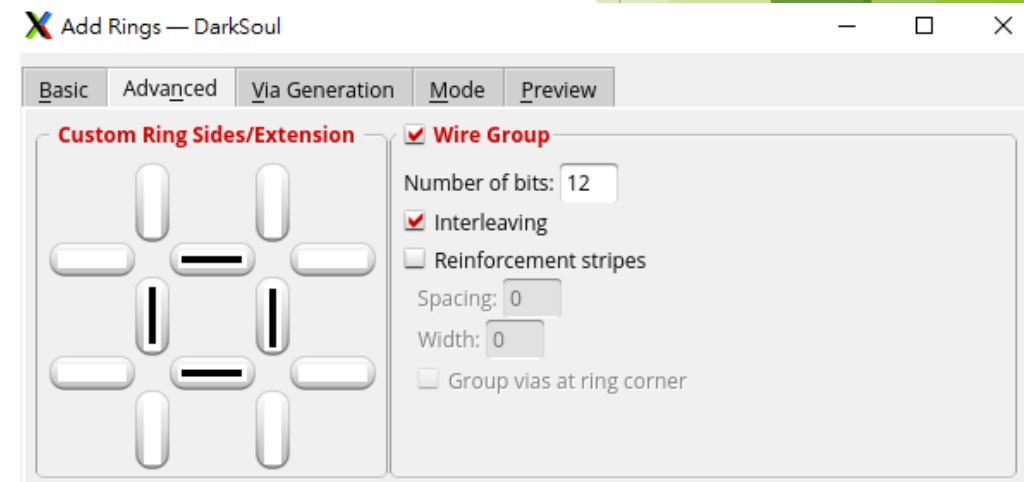 Add Rings — DarkSoul
Basic Advanced Via Generation Mode Preview
Custom Ring Sides/Extension
Wire Group
Number of bits: 12
Interleaving
Reinforcement stripes
Spacing: 0
Width: 0
Group vias at ring corner